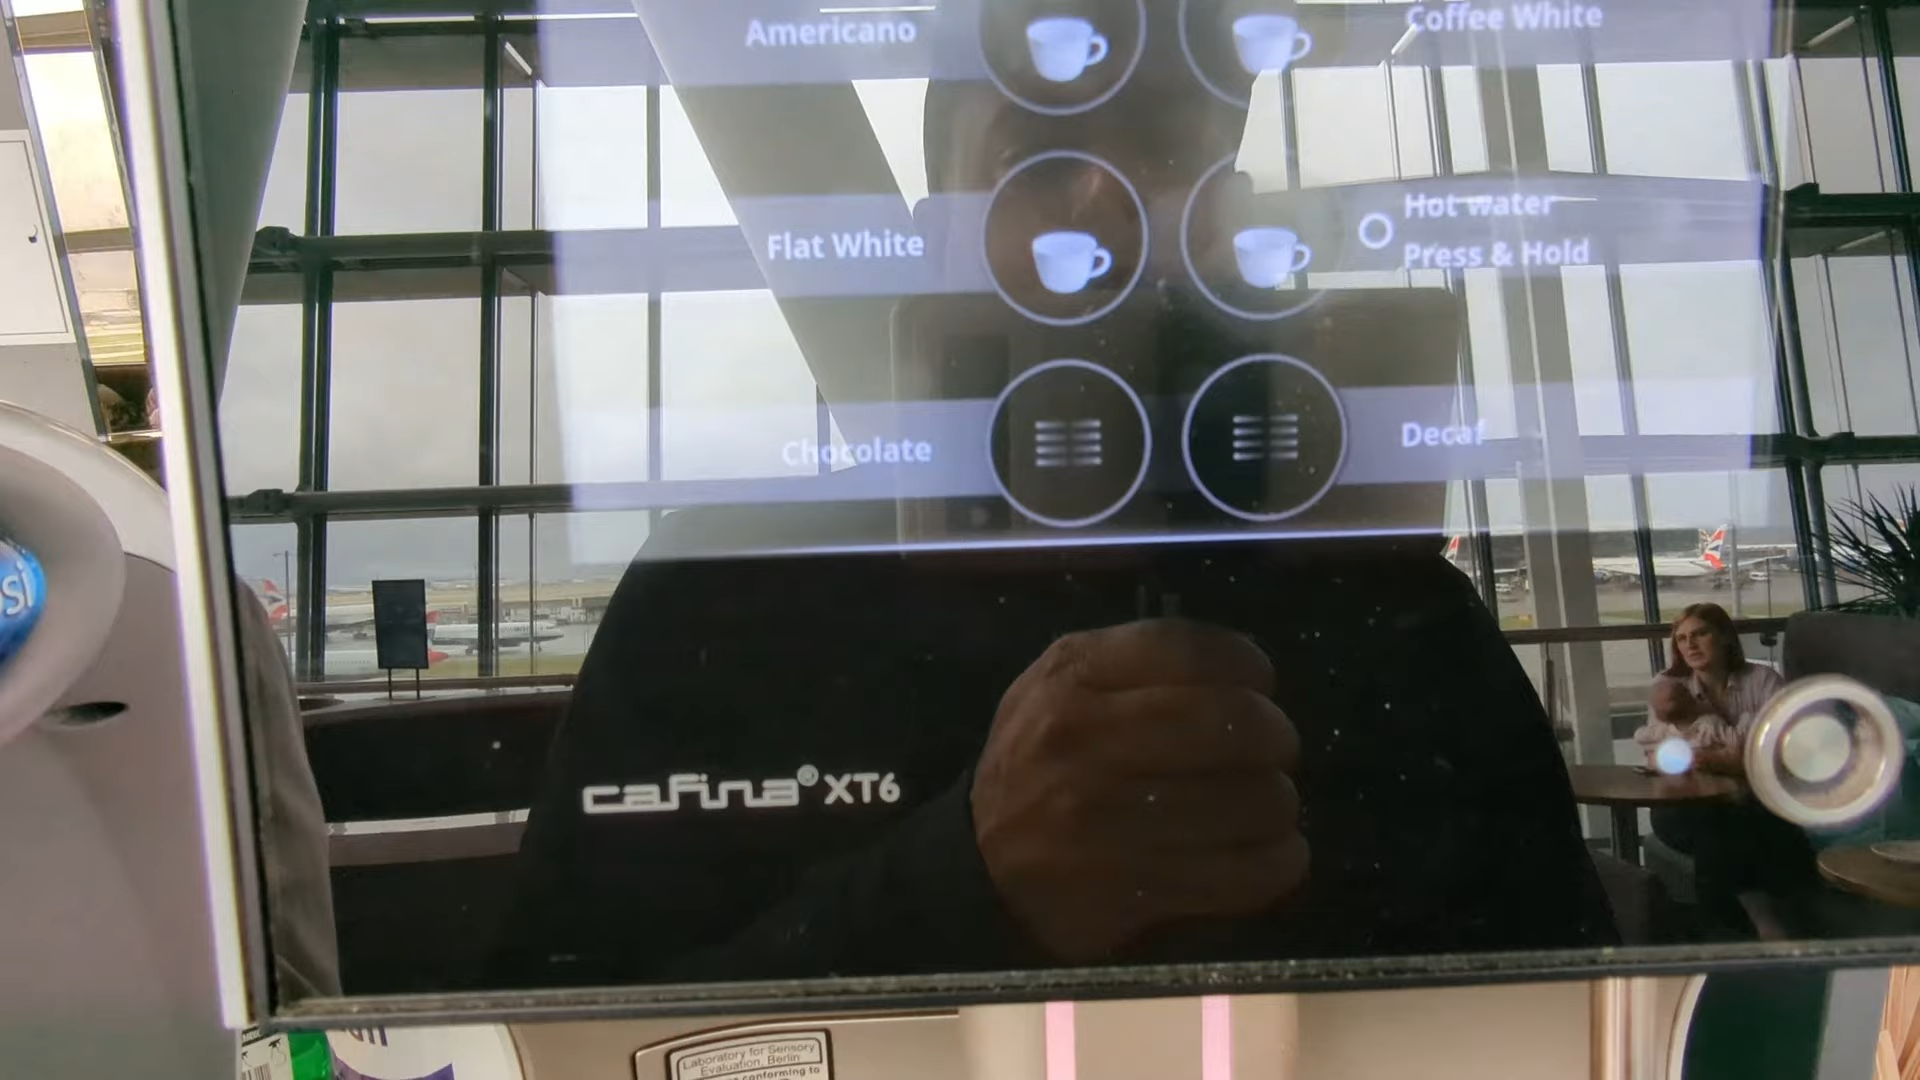 Americano
Coffee White
Flat White
Hot water
Press & Hold
Chocolate
Decaf
si
cafina® XT6
Laboratory for Sensory
Evaluation, Berlin
conforming to